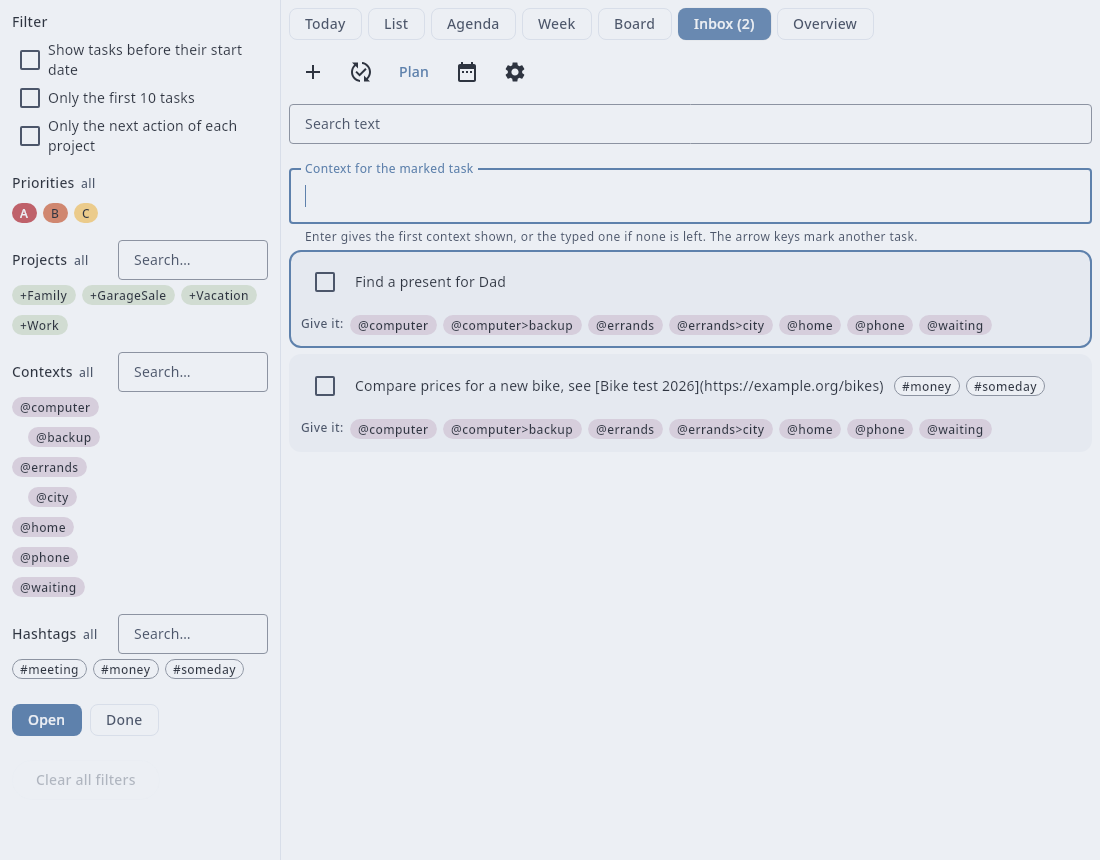 Filter
Show tasks before their start
date
Only the first 10 tasks
Only the next action of each
project
Priorities all
A B C
Projects all Search...
+Family +GarageSale +Vacation
+Work
Contexts all Search...
@computer
@backup
@errands
@city
@home
@phone
@waiting
Hashtags all Search...
#meeting #money #someday
Open Done
Clear all filters
Today List Agenda Week Board Inbox (2) Overview
Plan
Search text
Context for the marked task
Enter gives the first context shown, or the typed one if none is left. The arrow keys mark another task.
Find a present for Dad
Give it: @computer @computer>backup @errands @errands>city @home @phone @waiting
Compare prices for a new bike, see [Bike test 2026](https://example.org/bikes) #money #someday
Give it: @computer @computer>backup @errands @errands>city @home @phone @waiting